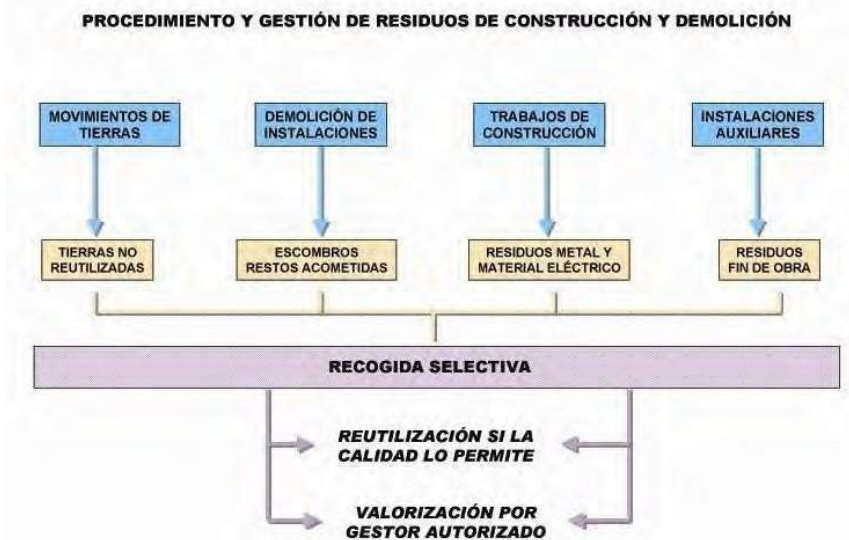 PROCEDIMIENTO Y GESTIÓN DE RESIDUOS DE CONSTRUCCIÓN Y DEMOLICIÓN
MOVIMIENTOS DE
TIERRAS
DEMOLICIÓN DE
INSTALACIONES
TRABAJOS DE
CONSTRUCCIÓN
INSTALACIONES
AUXILIARES
TIERRAS NO
REUTILIZADAS
ESCOMBROS
RESTOS ACOMETIDAS
RESIDUOS METAL Y
MATERIAL ELÉCTRICO
RESIDUOS
FIN DE OBRA
RECOGIDA SELECTIVA
REUTILIZACIÓN SI LA
CALIDAD LO PERMITE
VALORIZACIÓN POR
GESTOR AUTORIZADO